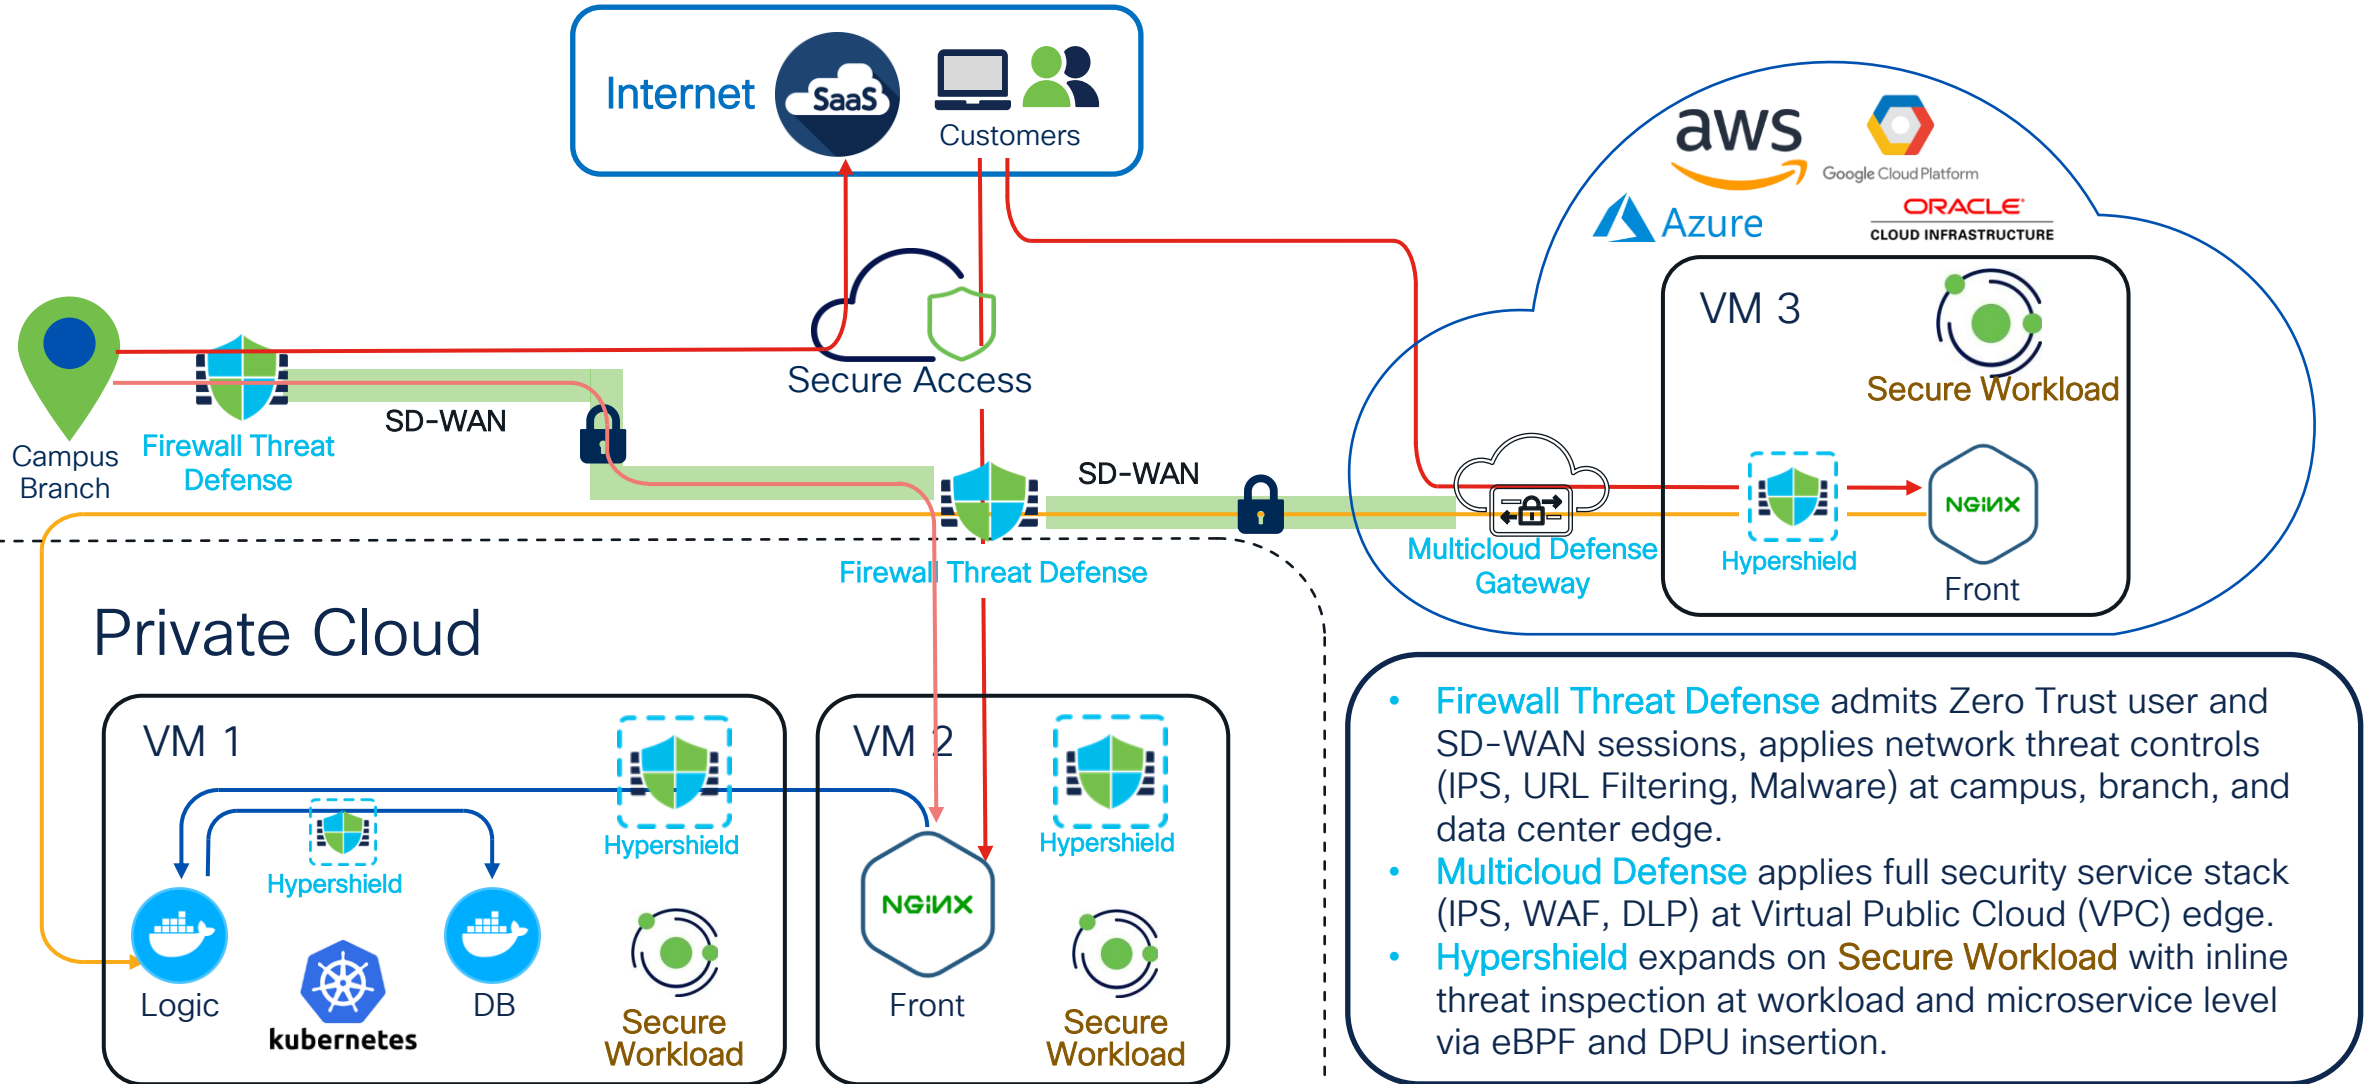 Internet
SaaS
Customers
aws
Google Cloud Platform
Azure
ORACLE
CLOUD INFRASTRUCTURE
VM 3
Secure Workload
Secure Access
Campus
Branch
Firewall Threat
Defense
SD-WAN
SD-WAN
NGINX
Multicloud Defense
Gateway
Hypershield
Front
Firewall Threat Defense
Private Cloud
VM 1
Hypershield
Hypershield
Logic
kubernetes
DB
Secure
Workload
VM 2
Hypershield
NGINX
Front
Secure
Workload
• Firewall Threat Defense admits Zero Trust user and
SD-WAN sessions, applies network threat controls
(IPS, URL Filtering, Malware) at campus, branch, and
data center edge.
• Multicloud Defense applies full security service stack
(IPS, WAF, DLP) at Virtual Public Cloud (VPC) edge.
• Hypershield expands on Secure Workload with inline
threat inspection at workload and microservice level
via eBPF and DPU insertion.